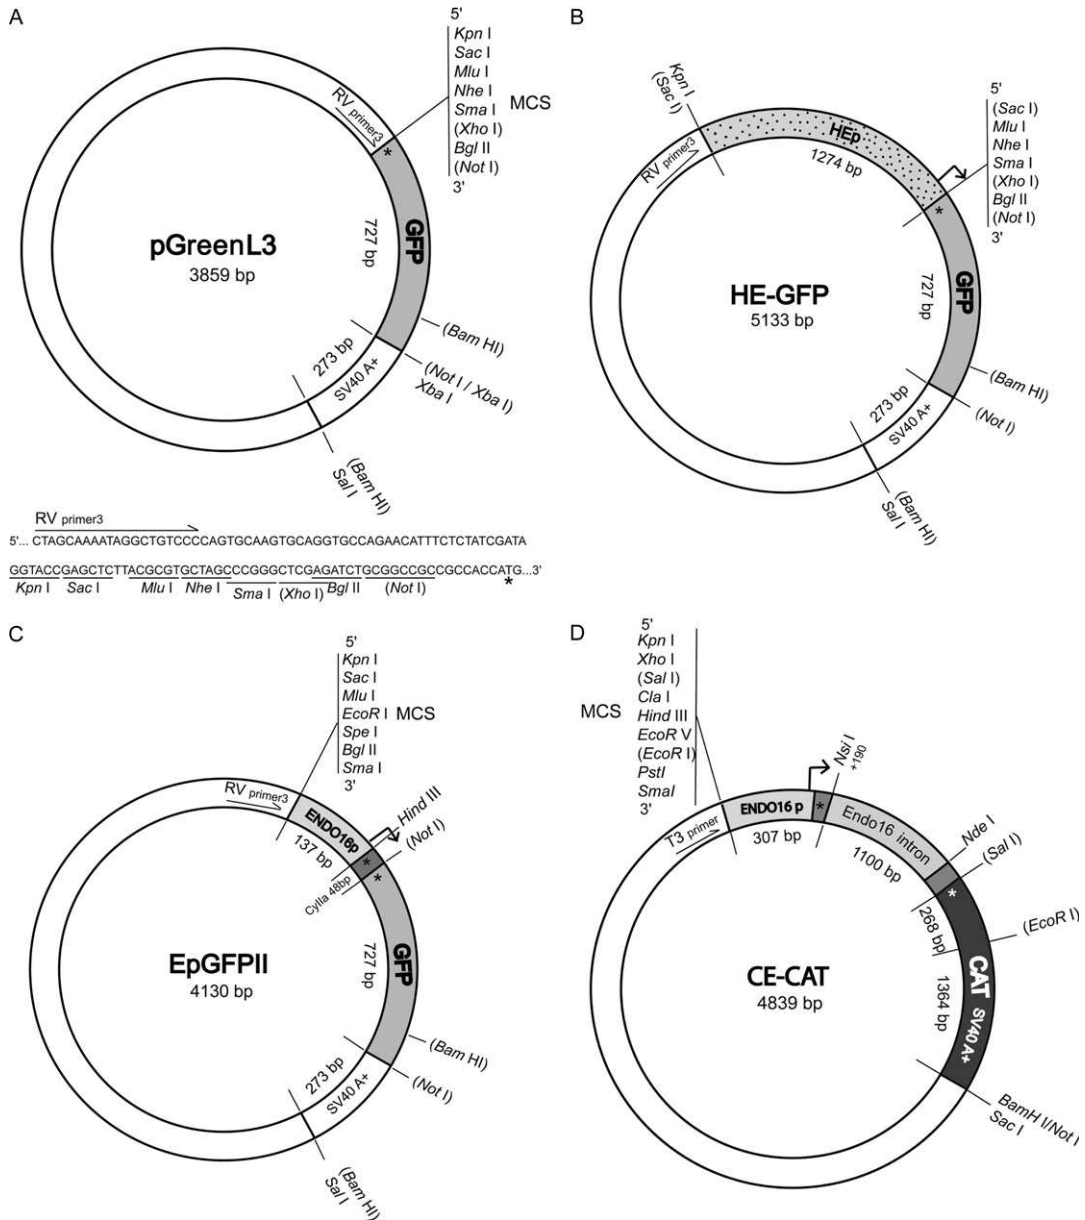 A
5'
Kpn I
Sac I
Mlu I
Nhe I
Sma I
(Xho I)
Bgl II
(Not I)
3'
MCS
RV primer3
*
GFP
727 bp
pGreenL3
3859 bp
(Bam HI)
(Not I / Xba I)
Xba I
273 bp
SV40 A+
(Bam HI)
Sal I
RV primer3
5'... CTAGCAAAATAGGCTGTCCCCAGTGCAAGTGCAGGTGCCAGAACATTTCTCTATCGATA
GGTACCGAGCTCTTACGCGTGCTAGCCCGGGCTCGAGATCTGCGGCCGCCGCCACCATG...3'
Kpn I Sac I Mlu I Nhe I Sma I (Xho I) Bgl II (Not I) *
B
Kpn I
(Sac I)
RV primer3
HEp
1274 bp
5'
(Sac I)
Mlu I
Nhe I
Sma I
(Xho I)
Bgl II
(Not I)
3'
*
GFP
727 bp
HE-GFP
5133 bp
(Bam HI)
(Not I)
273 bp
SV40 A+
(Bam HI)
Sal I
C
5'
Kpn I
Sac I
Mlu I
EcoR I
Spe I
Bgl II
Sma I
3'
MCS
RV primer3
ENDO16p
137 bp
Hind III
(Not I)
*
*
CyIIa 48bp
GFP
727 bp
EpGFPII
4130 bp
(Bam HI)
(Not I)
273 bp
SV40 A+
(Bam HI)
Sal I
D
5'
Kpn I
Xho I
(Sal I)
Cla I
Hind III
EcoR V
(EcoR I)
PstI
SmaI
3'
MCS
T3 primer
ENDO16 p
307 bp
*
Nsi I
+190
Endo16 intron
1100 bp
Nde I
(Sal I)
*
268 bp
(EcoR I)
CAT
SV40 A+
1364 bp
CE-CAT
4839 bp
BamH I/Not I
Sac I